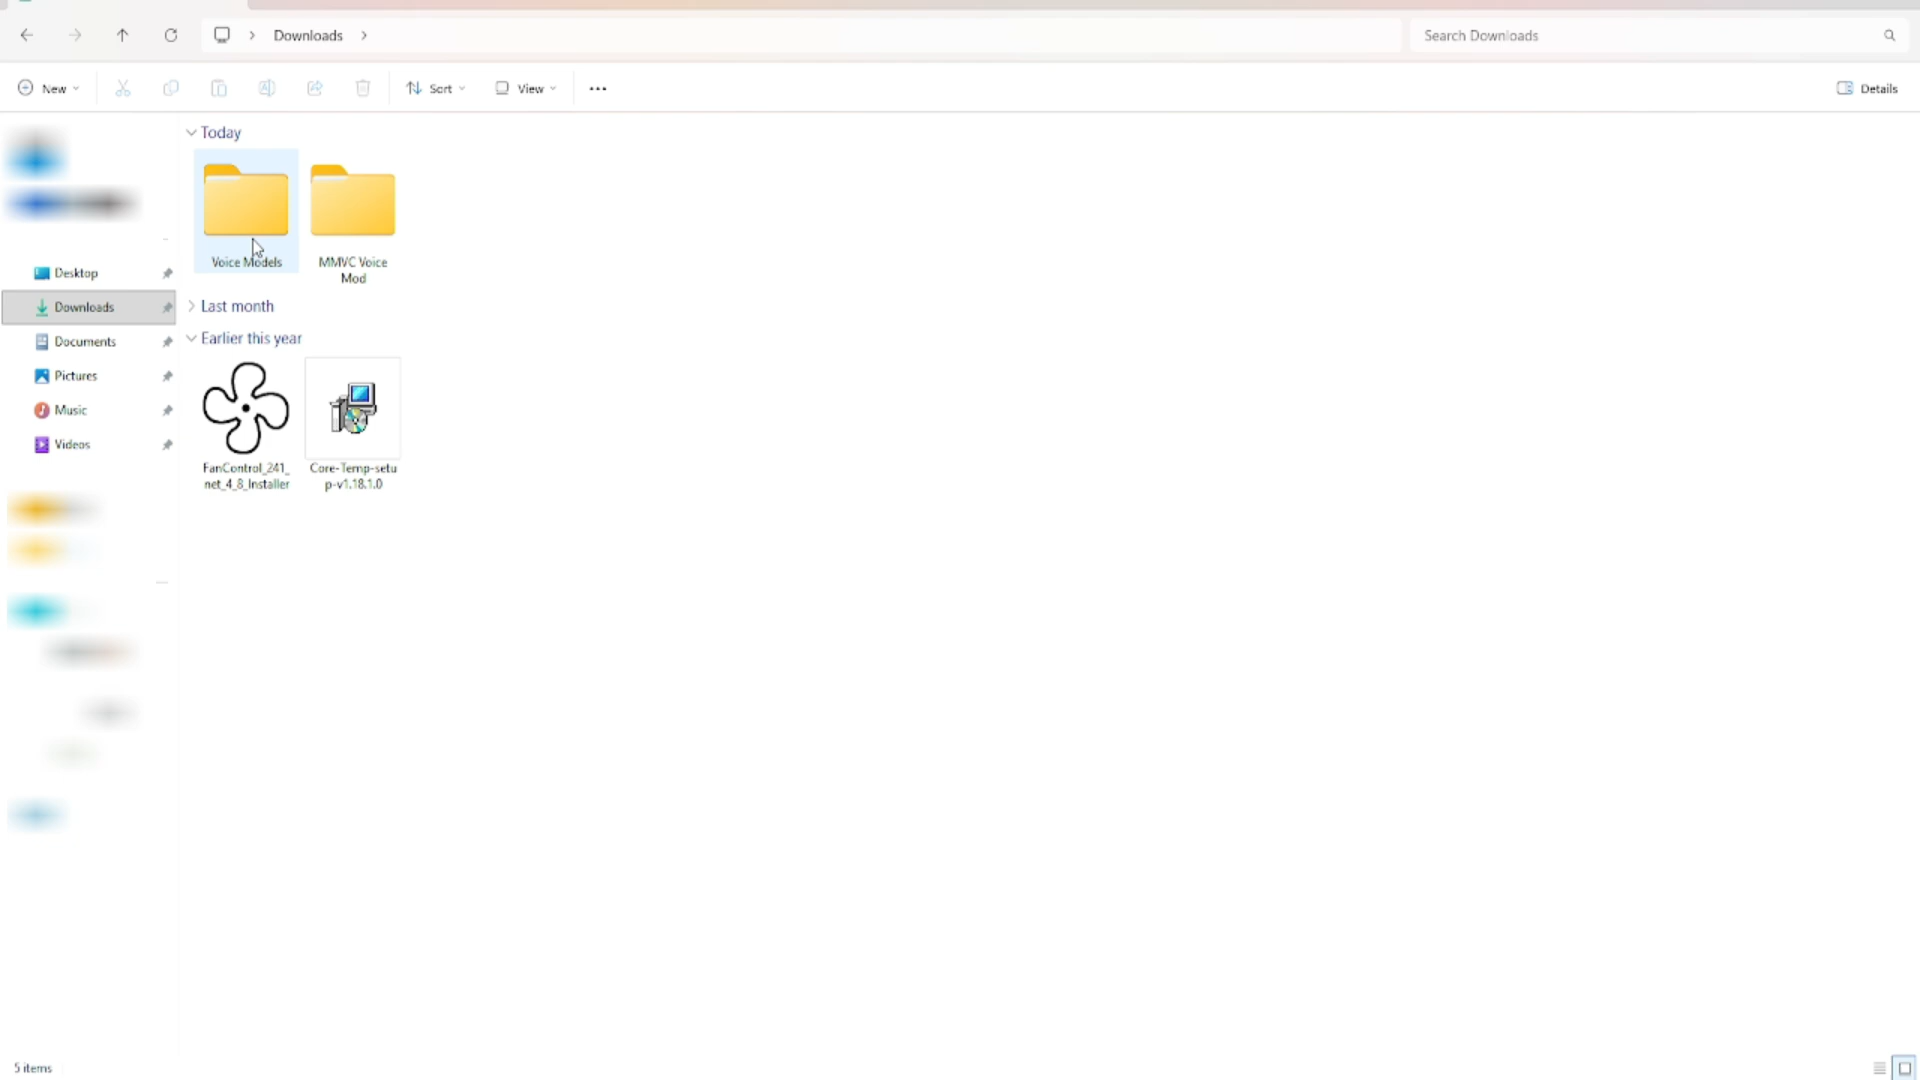 Downloads
Search Downloads
New
Sort
View
Details
Today
Voice Models
MMVC Voice
Mod
Desktop
Downloads
Documents
Pictures
Music
Videos
Last month
Earlier this year
FanControl_241_
net_4_8_Installer
Core-Temp-setu
p-v1.18.1.0
5 items